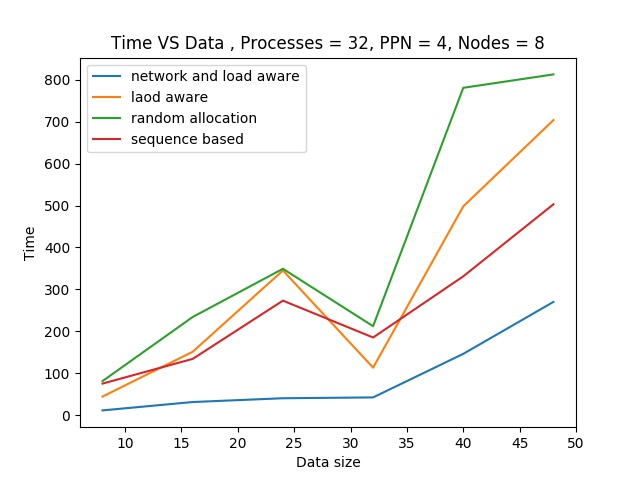 Time VS Data , Processes = 32, PPN = 4, Nodes = 8
network and load aware
laod aware
random allocation
sequence based
800
700
600
500
400
300
200
100
0
Time
10 15 20 25 30 35 40 45 50
Data size